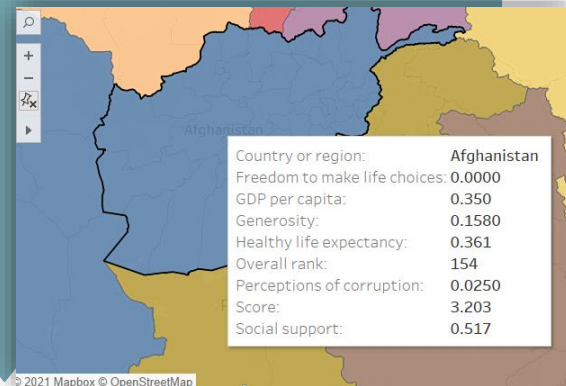 Afghanistan
Country or region: Afghanistan
Freedom to make life choices: 0.0000
GDP per capita: 0.350
Generosity: 0.1580
Healthy life expectancy: 0.361
Overall rank: 154
Perceptions of corruption: 0.0250
Score: 3.203
Social support: 0.517
© 2021 Mapbox © OpenStreetMap